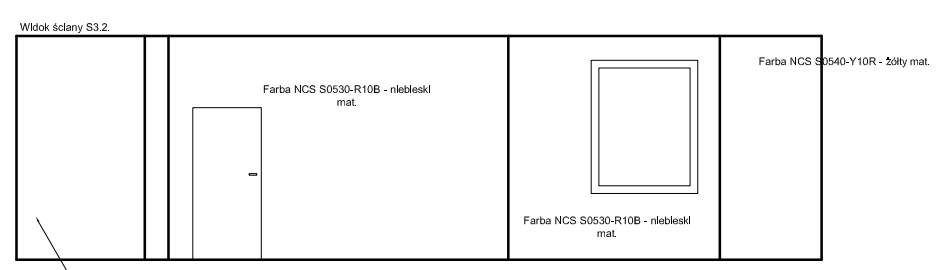 Widok ściany S3.2.
Farba NCS S0540-Y10R - żółty mat.
Farba NCS S0530-R10B - niebieski
mat.
Farba NCS S0530-R10B - niebieski
mat.